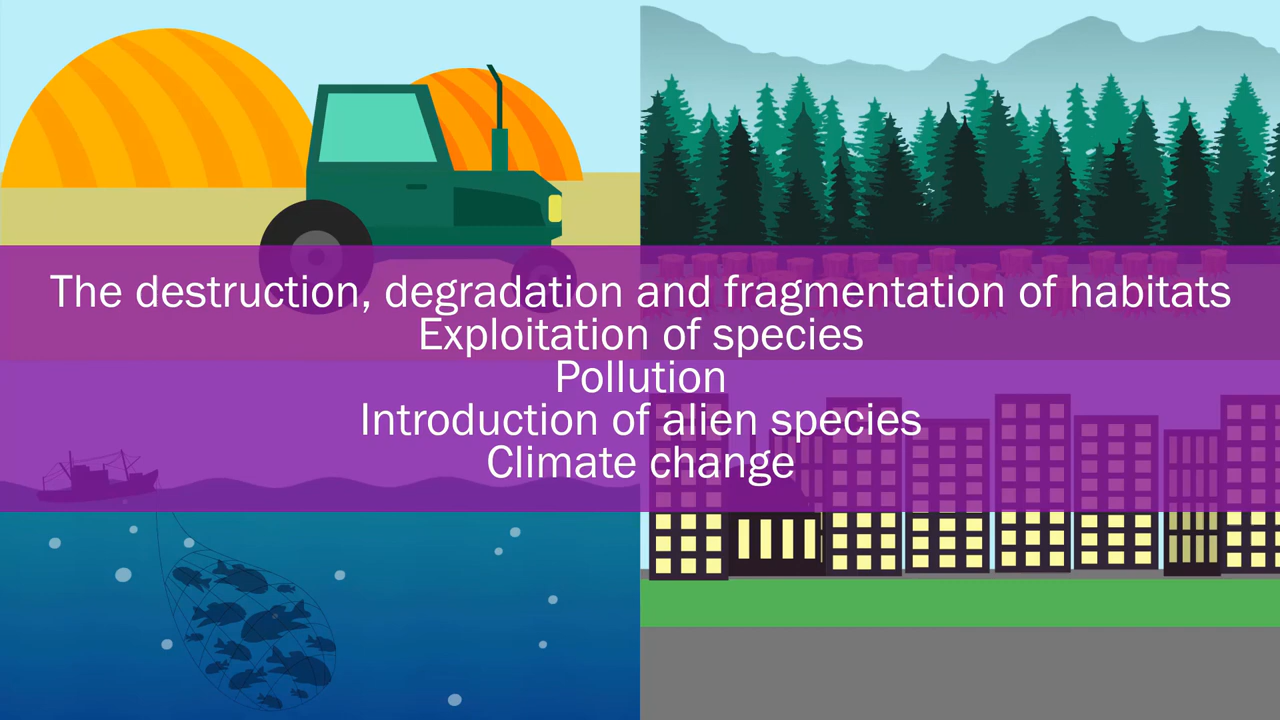 The destruction, degradation and fragmentation of habitats
Exploitation of species
Pollution
Introduction of alien species
Climate change